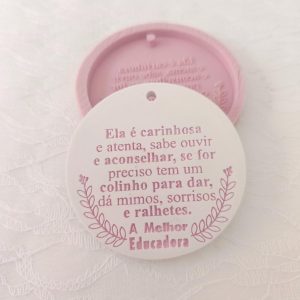 Ela é carinhosa
e atenta, sabe ouvir
e aconselhar, se for
preciso tem um
colinho para dar,
dá mimos, sorrisos
e ralhetes.
A Melhor
Educadora